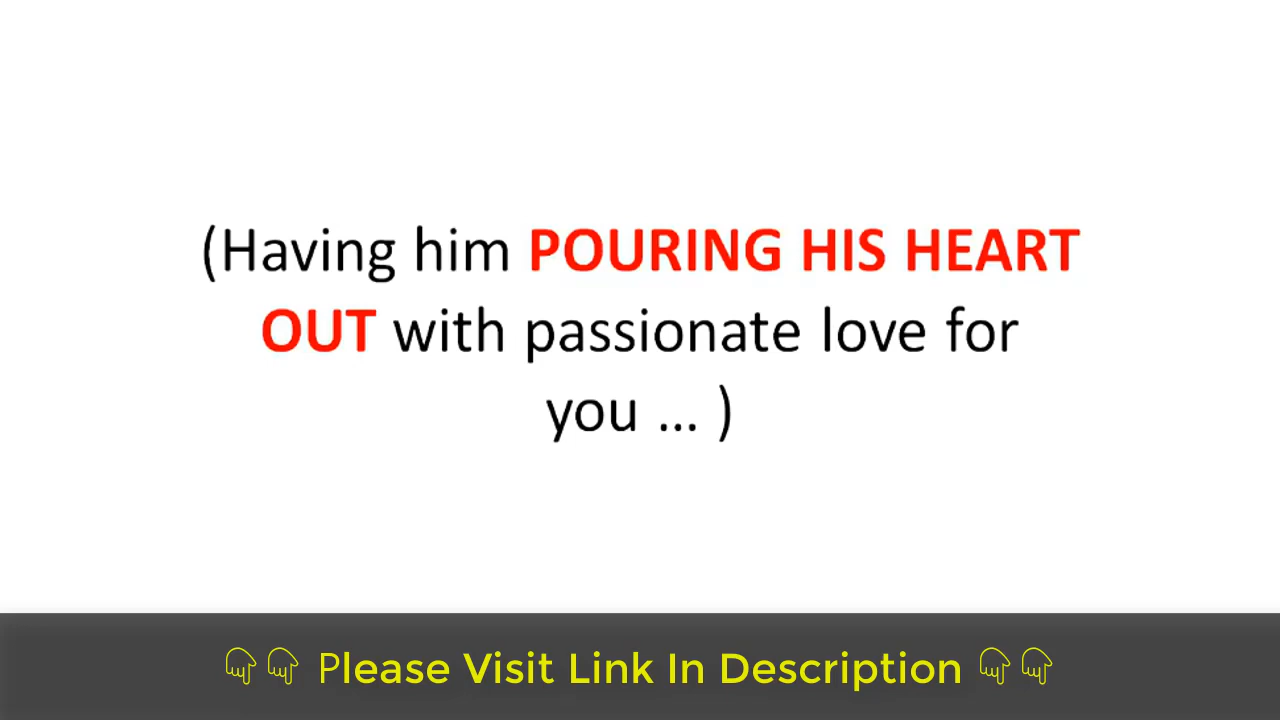 (Having him POURING HIS HEART
OUT with passionate love for
you ... )
👇👇 Please Visit Link In Description 👇👇